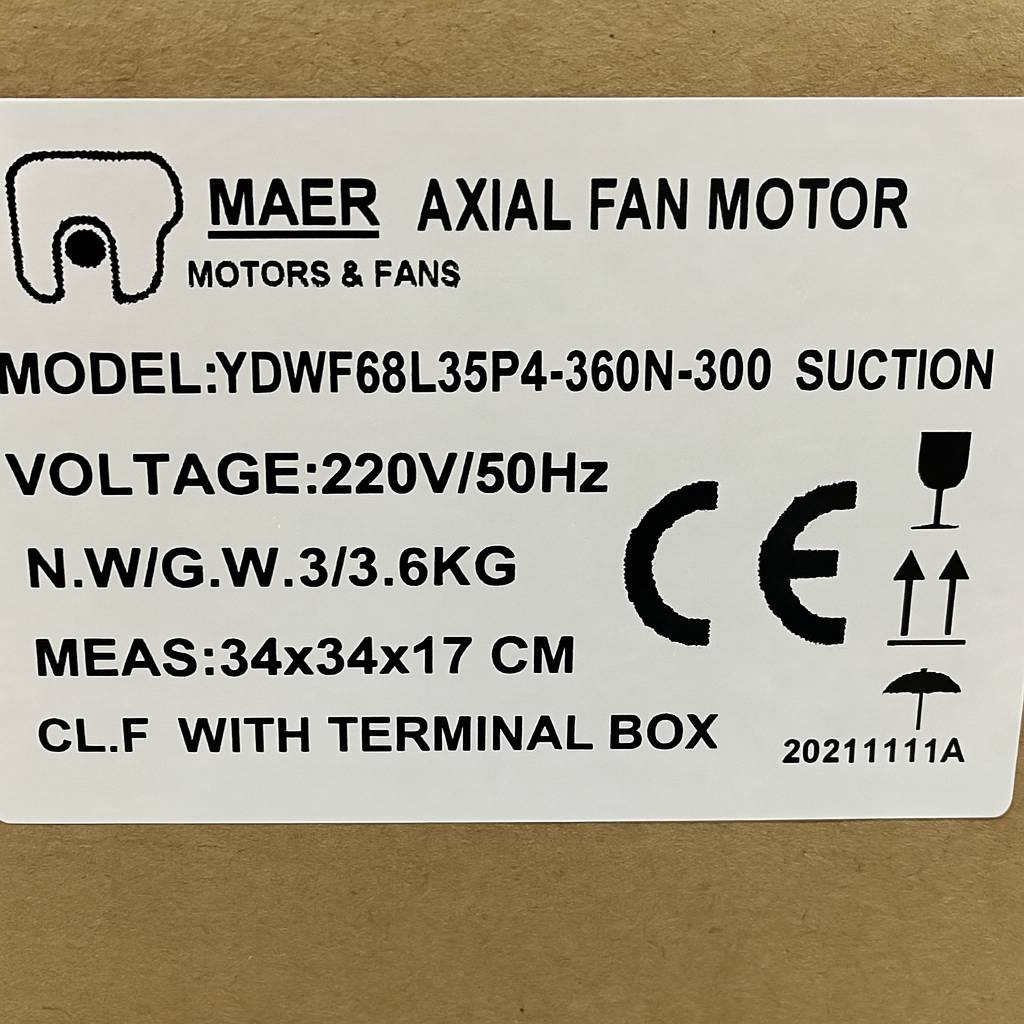 MAER AXIAL FAN MOTOR
MOTORS & FANS
MODEL:YDWF68L35P4-360N-300 SUCTION
VOLTAGE:220V/50Hz
N.W/G.W.3/3.6KG
CE
MEAS:34x34x17 CM
CL.F WITH TERMINAL BOX
20211111A